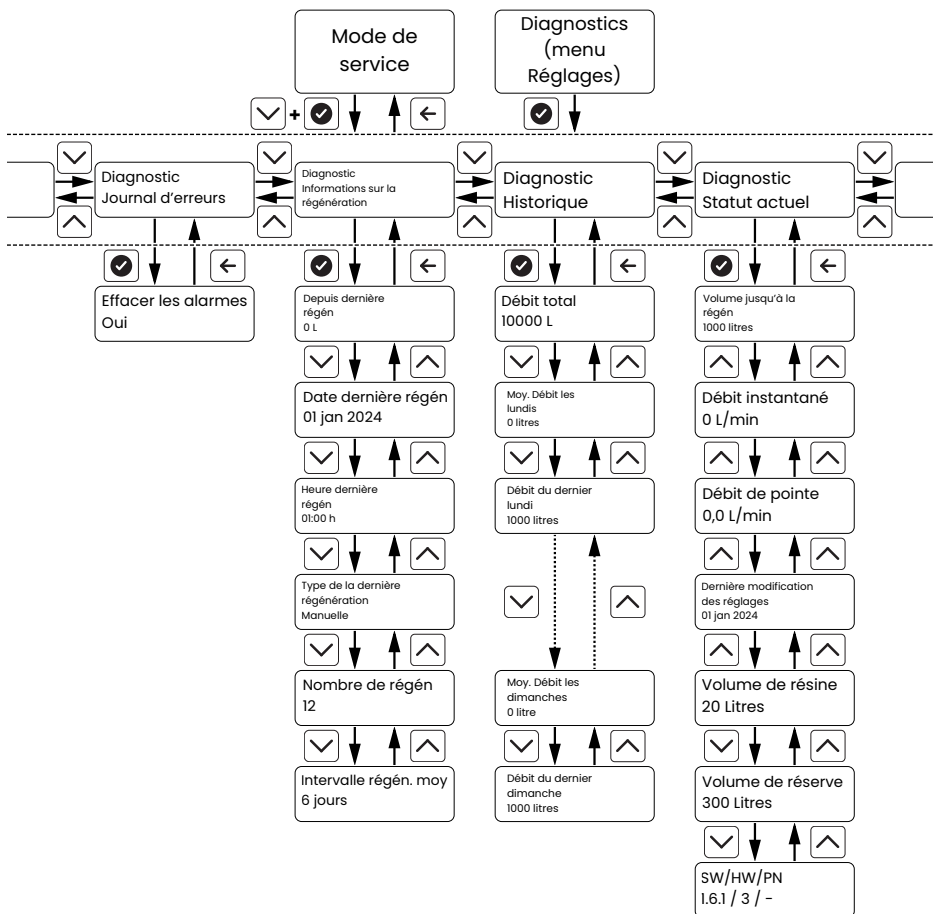 Mode de
service
Diagnostics
(menu
Réglages)
+
Diagnostic
Journal d'erreurs
Diagnostic
Informations sur la
régénération
Diagnostic
Historique
Diagnostic
Statut actuel
Effacer les alarmes
Oui
Depuis dernière
régén
0 L
Date dernière régén
01 jan 2024
Heure dernière
régén
01:00 h
Type de la dernière
régénération
Manuelle
Nombre de régén
12
Intervalle régén. moy
6 jours
Débit total
10000 L
Moy. Débit les
lundis
0 litres
Débit du dernier
lundi
1000 litres
Moy. Débit les
dimanches
0 litre
Débit du dernier
dimanche
1000 litres
Volume jusqu'à la
régén
1000 litres
Débit instantané
0 L/min
Débit de pointe
0,0 L/min
Dernière modification
des réglages
01 jan 2024
Volume de résine
20 Litres
Volume de réserve
300 Litres
SW/HW/PN
1.6.1 / 3 / -